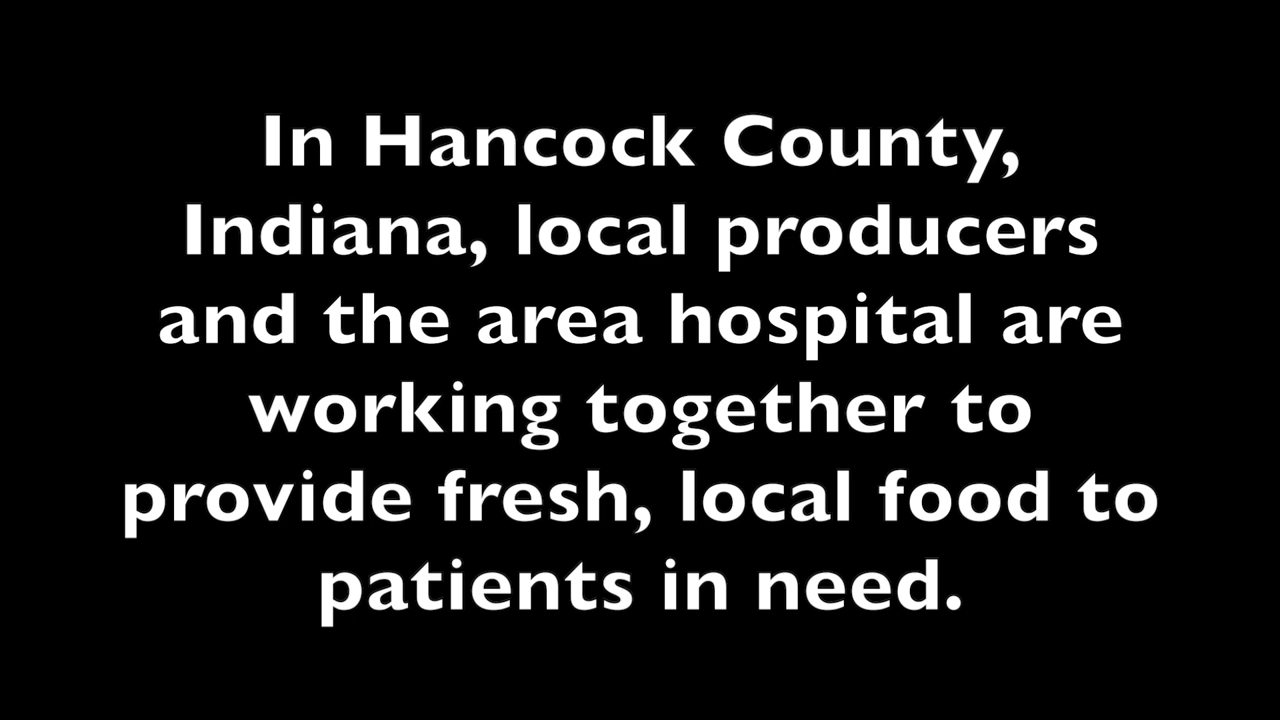 In Hancock County,
Indiana, local producers
and the area hospital are
working together to
provide fresh, local food to
patients in need.